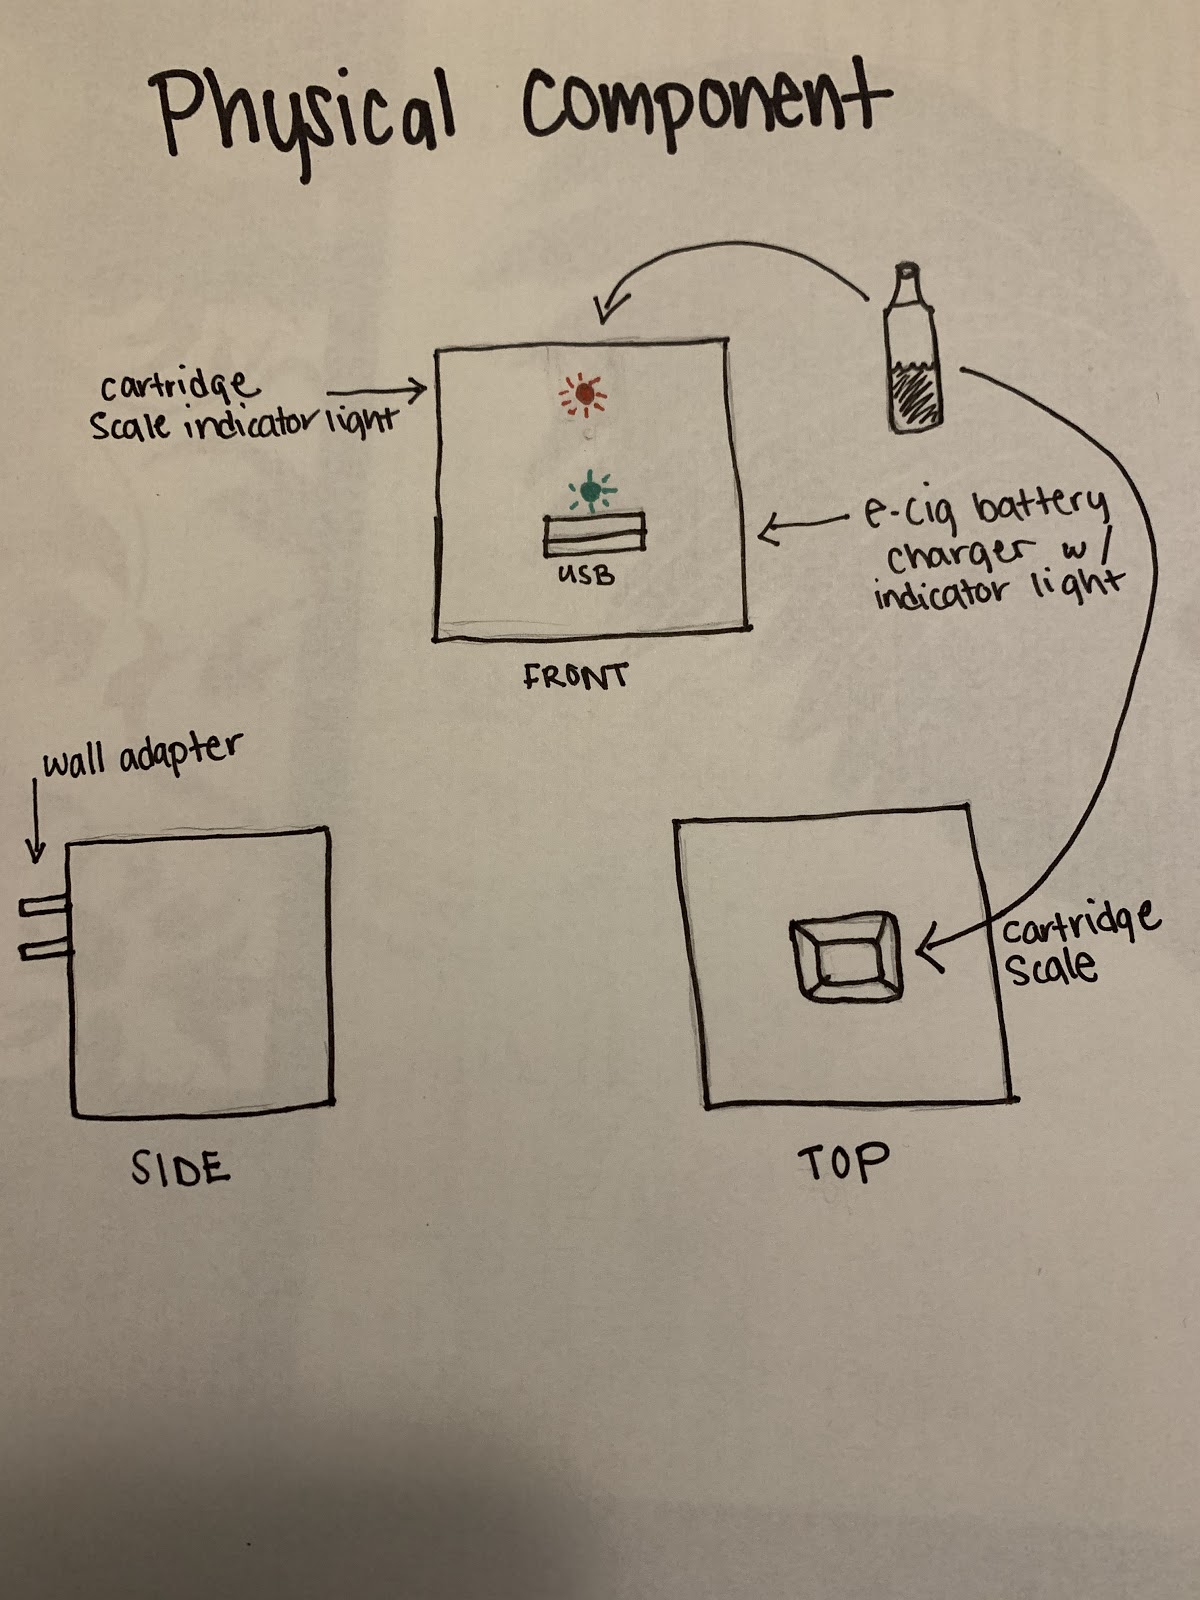 Physical Component
cartridge
Scale indicator light
e-cig battery
charger w/
indicator light
USB
FRONT
wall adapter
cartridge
Scale
SIDE
TOP